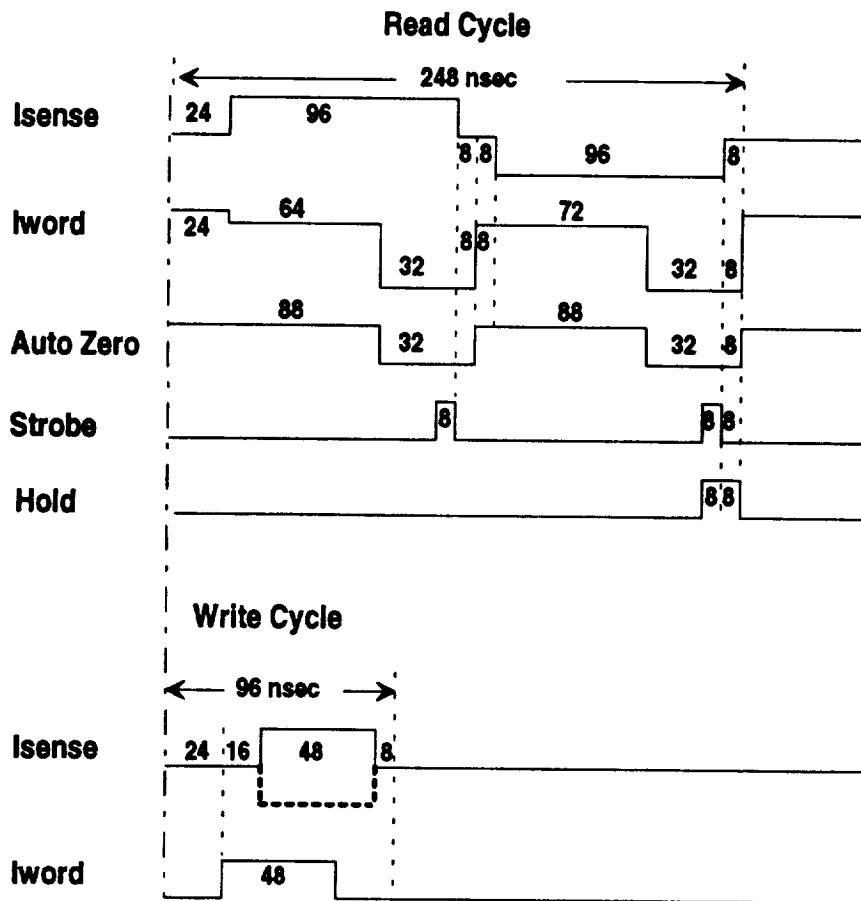 Read Cycle
248 nsec
Isense 24 96 8 8 96 8
Iword 24 64 32 8 8 72 32 8
Auto Zero 88 32 88 32 8
Strobe 8 8 8
Hold 8 8
Write Cycle
96 nsec
Isense 24 16 48 8
Iword 48